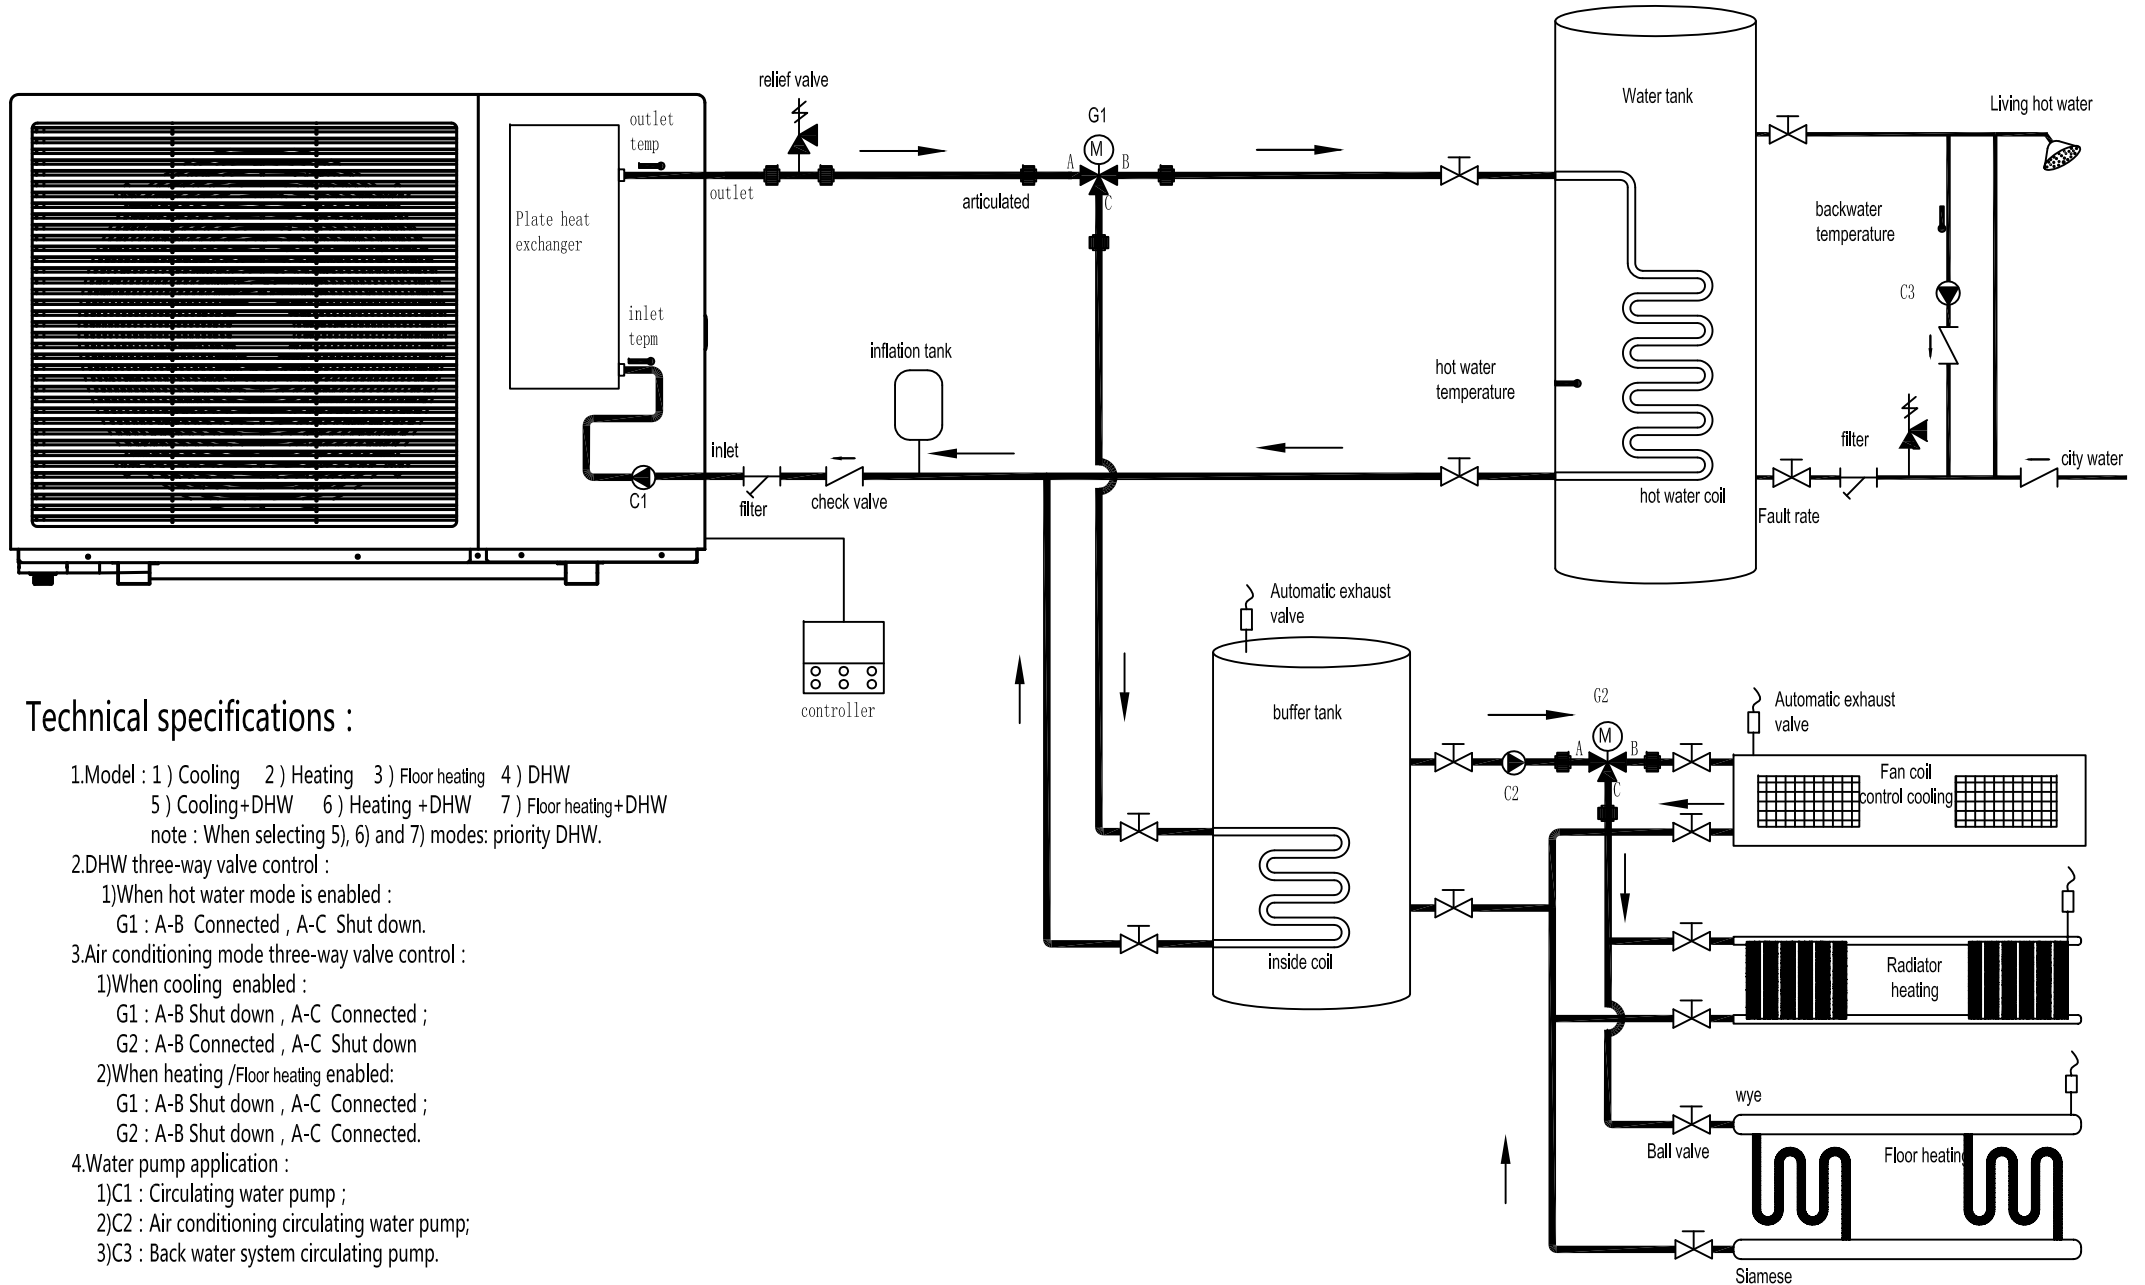 relief valve
G1
M
A
B
C
outlet
temp
outlet
articulated
Plate heat
exchanger
inlet
tepm
inflation tank
inlet
C1
filter
check valve
controller
Water tank
Living hot water
backwater
temperature
C3
hot water
temperature
hot water coil
filter
city water
Fault rate
Automatic exhaust
valve
buffer tank
inside coil
G2
M
A
B
C
C2
Automatic exhaust
valve
Fan coil
control cooling
Radiator
heating
wye
Ball valve
Floor heating
Siamese
Technical specifications :
1.Model : 1 ) Cooling 2 ) Heating 3 ) Floor heating 4 ) DHW
5 ) Cooling+DHW 6 ) Heating +DHW 7 ) Floor heating+DHW
note : When selecting 5), 6) and 7) modes: priority DHW.
2.DHW three-way valve control :
1)When hot water mode is enabled :
G1 : A-B Connected , A-C Shut down.
3.Air conditioning mode three-way valve control :
1)When cooling enabled :
G1 : A-B Shut down , A-C Connected ;
G2 : A-B Connected , A-C Shut down
2)When heating /Floor heating enabled:
G1 : A-B Shut down , A-C Connected ;
G2 : A-B Shut down , A-C Connected.
4.Water pump application :
1)C1 : Circulating water pump ;
2)C2 : Air conditioning circulating water pump;
3)C3 : Back water system circulating pump.